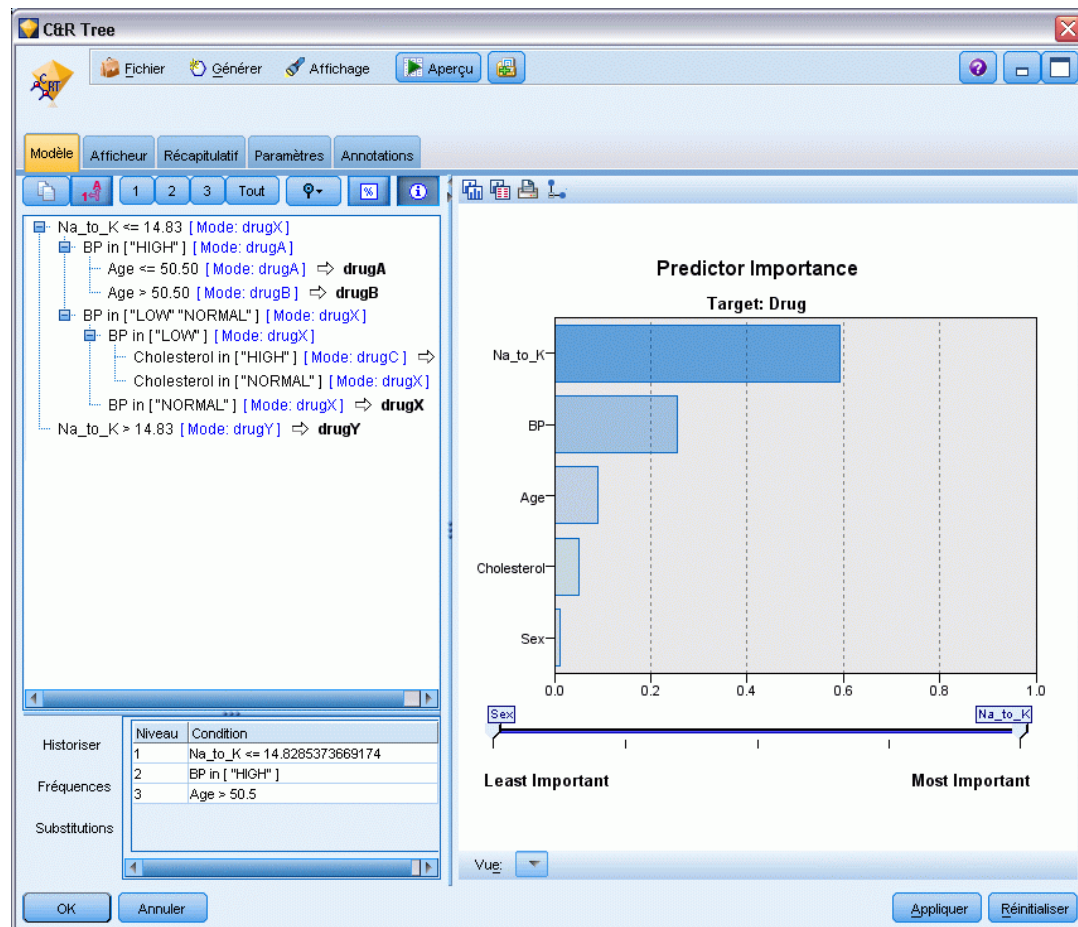 C&R Tree
CRT
Fichier Générer Affichage Aperçu
Modèle Afficheur Récapitulatif Paramètres Annotations
1 2 3 Tout %
Na_to_K <= 14.83 [ Mode: drugX ]
BP in [ "HIGH" ] [ Mode: drugA ]
Age <= 50.50 [ Mode: drugA ] ⇨ drugA
Age > 50.50 [ Mode: drugB ] ⇨ drugB
BP in [ "LOW" "NORMAL" ] [ Mode: drugX ]
BP in [ "LOW" ] [ Mode: drugX ]
Cholesterol in [ "HIGH" ] [ Mode: drugC ] ⇨
Cholesterol in [ "NORMAL" ] [ Mode: drugX ]
BP in [ "NORMAL" ] [ Mode: drugX ] ⇨ drugX
Na_to_K > 14.83 [ Mode: drugY ] ⇨ drugY
Historiser
Fréquences
Substitutions
Niveau Condition
1 Na_to_K <= 14.8285373669174
2 BP in [ "HIGH" ]
3 Age > 50.5
Predictor Importance
Target: Drug
Na_to_K
BP
Age
Cholesterol
Sex
0.0 0.2 0.4 0.6 0.8 1.0
Sex Na_to_K
Least Important Most Important
Vue:
OK Annuler Appliquer Réinitialiser